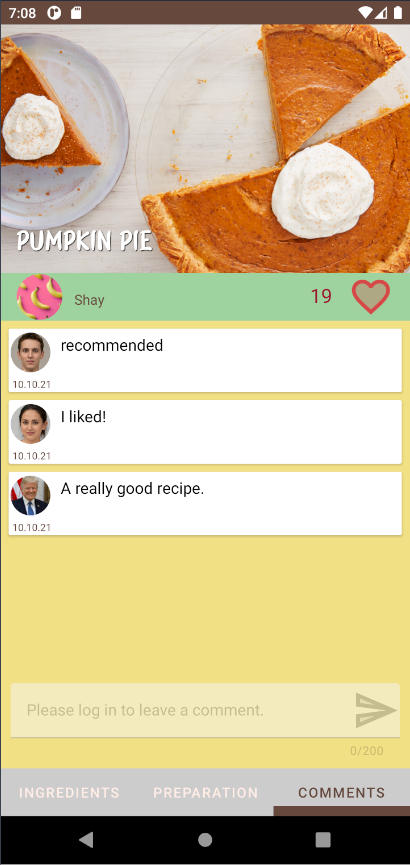 7:08
PUMPKIN PIE
Shay
19
recommended
10.10.21
I liked!
10.10.21
A really good recipe.
10.10.21
Please log in to leave a comment.
0/200
INGREDIENTS PREPARATION COMMENTS